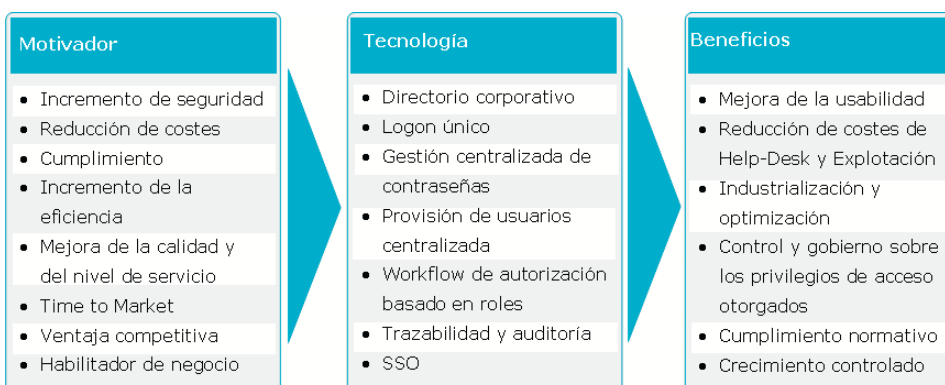 Motivador
• Incremento de seguridad
• Reducción de costes
• Cumplimiento
• Incremento de la
eficiencia
• Mejora de la calidad y
del nivel de servicio
• Time to Market
• Ventaja competitiva
• Habilitador de negocio
Tecnología
• Directorio corporativo
• Logon único
• Gestión centralizada de
contraseñas
• Provisión de usuarios
centralizada
• Workflow de autorización
basado en roles
• Trazabilidad y auditoría
• SSO
Beneficios
• Mejora de la usabilidad
• Reducción de costes de
Help-Desk y Explotación
• Industrialización y
optimización
• Control y gobierno sobre
los privilegios de acceso
otorgados
• Cumplimiento normativo
• Crecimiento controlado